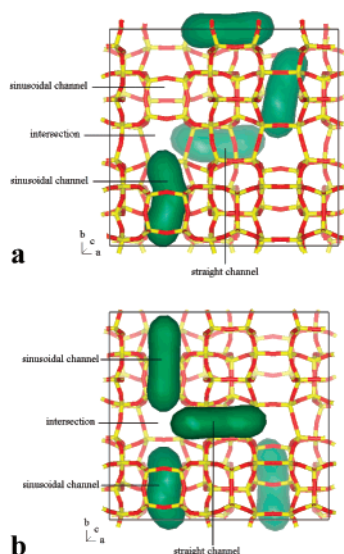 sinusoidal channel
intersection
sinusoidal channel
a
b
c
a
straight channel
sinusoidal channel
intersection
sinusoidal channel
b
b
c
a
straight channel